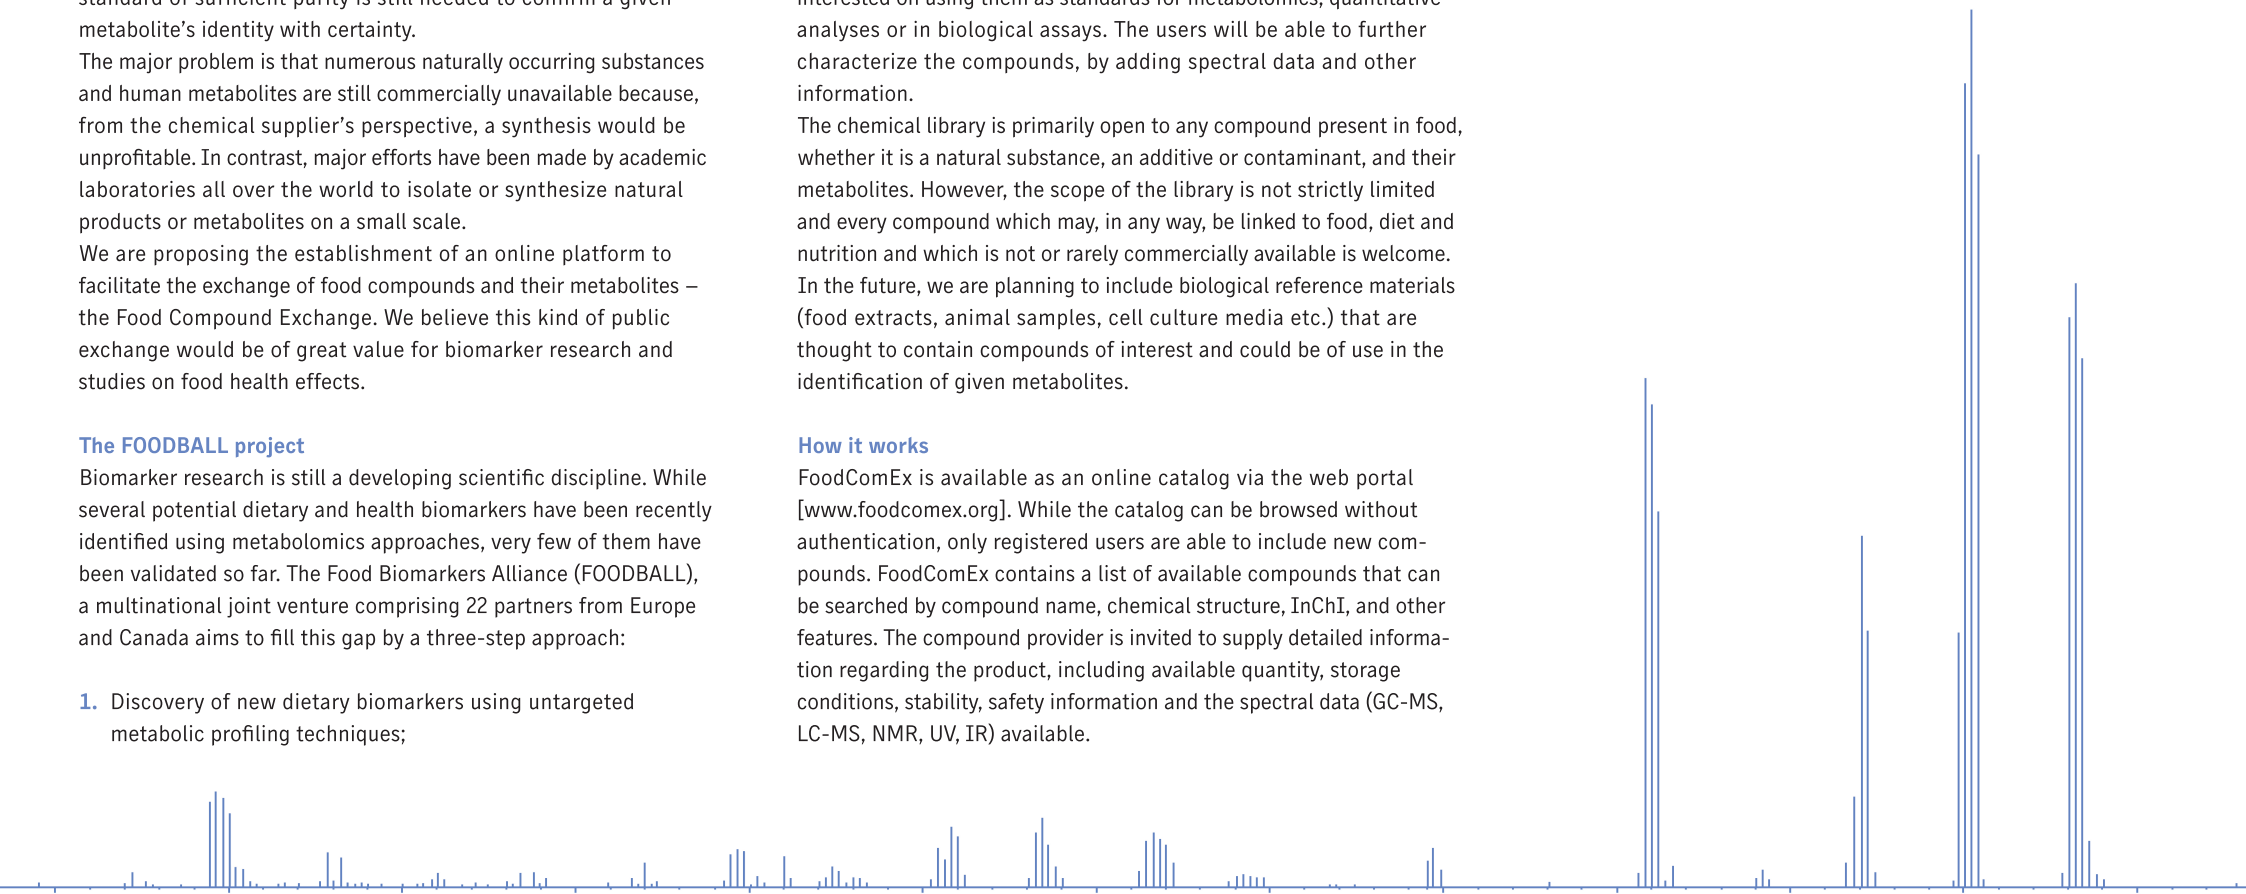 standard of sufficient purity is still needed to confirm a given
metabolite’s identity with certainty.
The major problem is that numerous naturally occurring substances
and human metabolites are still commercially unavailable because,
from the chemical supplier’s perspective, a synthesis would be
unprofitable. In contrast, major efforts have been made by academic
laboratories all over the world to isolate or synthesize natural
products or metabolites on a small scale.
We are proposing the establishment of an online platform to
facilitate the exchange of food compounds and their metabolites –
the Food Compound Exchange. We believe this kind of public
exchange would be of great value for biomarker research and
studies on food health effects.
The FOODBALL project
Biomarker research is still a developing scientific discipline. While
several potential dietary and health biomarkers have been recently
identified using metabolomics approaches, very few of them have
been validated so far. The Food Biomarkers Alliance (FOODBALL),
a multinational joint venture comprising 22 partners from Europe
and Canada aims to fill this gap by a three-step approach:
1. Discovery of new dietary biomarkers using untargeted
metabolic profiling techniques;
interested on using them as standards for metabolomics, quantitative
analyses or in biological assays. The users will be able to further
characterize the compounds, by adding spectral data and other
information.
The chemical library is primarily open to any compound present in food,
whether it is a natural substance, an additive or contaminant, and their
metabolites. However, the scope of the library is not strictly limited
and every compound which may, in any way, be linked to food, diet and
nutrition and which is not or rarely commercially available is welcome.
In the future, we are planning to include biological reference materials
(food extracts, animal samples, cell culture media etc.) that are
thought to contain compounds of interest and could be of use in the
identification of given metabolites.
How it works
FoodComEx is available as an online catalog via the web portal
[www.foodcomex.org]. While the catalog can be browsed without
authentication, only registered users are able to include new com-
pounds. FoodComEx contains a list of available compounds that can
be searched by compound name, chemical structure, InChI, and other
features. The compound provider is invited to supply detailed informa-
tion regarding the product, including available quantity, storage
conditions, stability, safety information and the spectral data (GC-MS,
LC-MS, NMR, UV, IR) available.